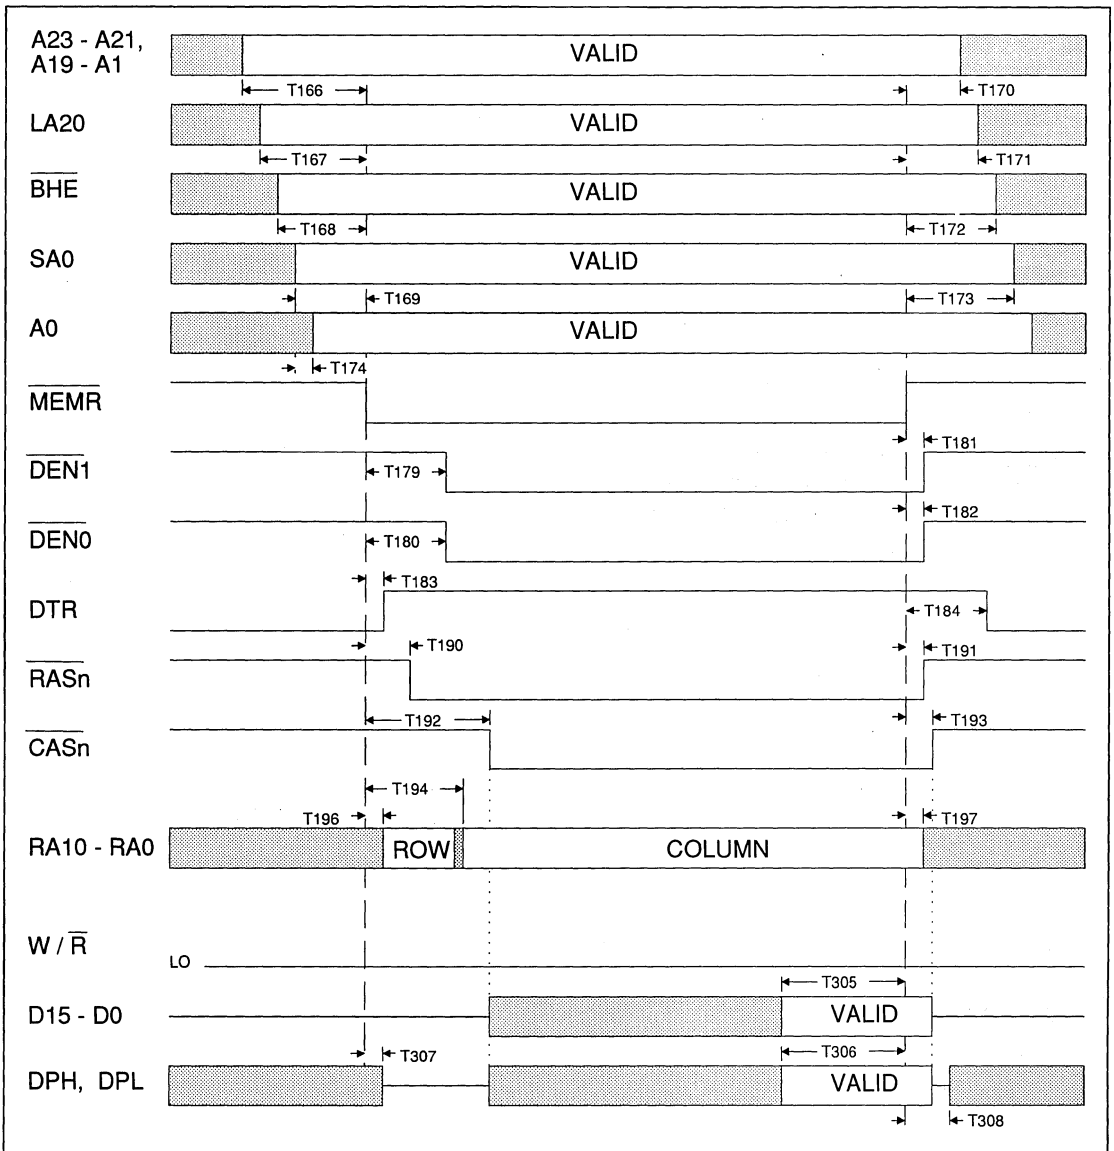 A23 - A21,
A19 - A1
VALID
T166
T170
LA20
VALID
T167
T171
BHE
VALID
T168
T172
SA0
VALID
T169
T173
A0
VALID
T174
MEMR
T181
DEN1
T179
T182
DEN0
T180
T183
DTR
T184
T190
T191
RASn
T192
T193
CASn
T194
T196
T197
RA10 - RA0
ROW
COLUMN
W / R
LO
T305
D15 - D0
VALID
T307
T306
DPH, DPL
VALID
T308